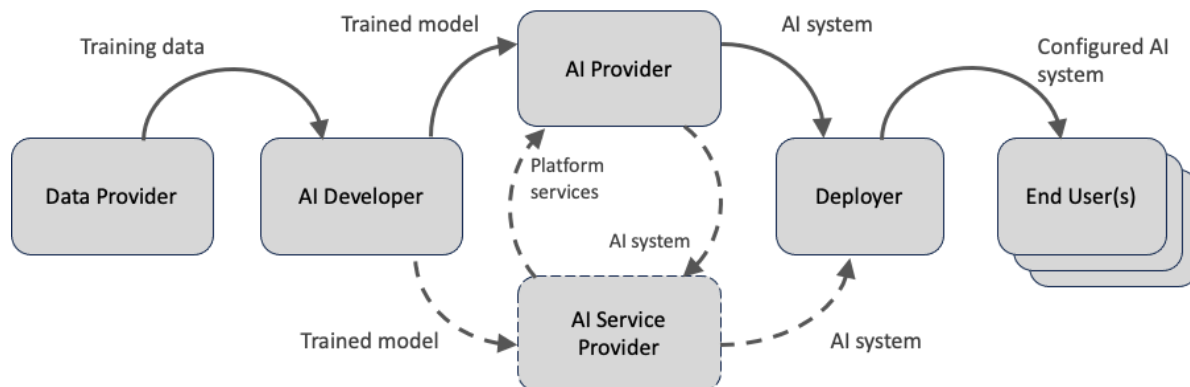 Training data
Trained model
AI system
Configured AI
system
Data Provider
AI Developer
AI Provider
Platform
services
AI system
Deployer
End User(s)
Trained model
AI Service
Provider
AI system